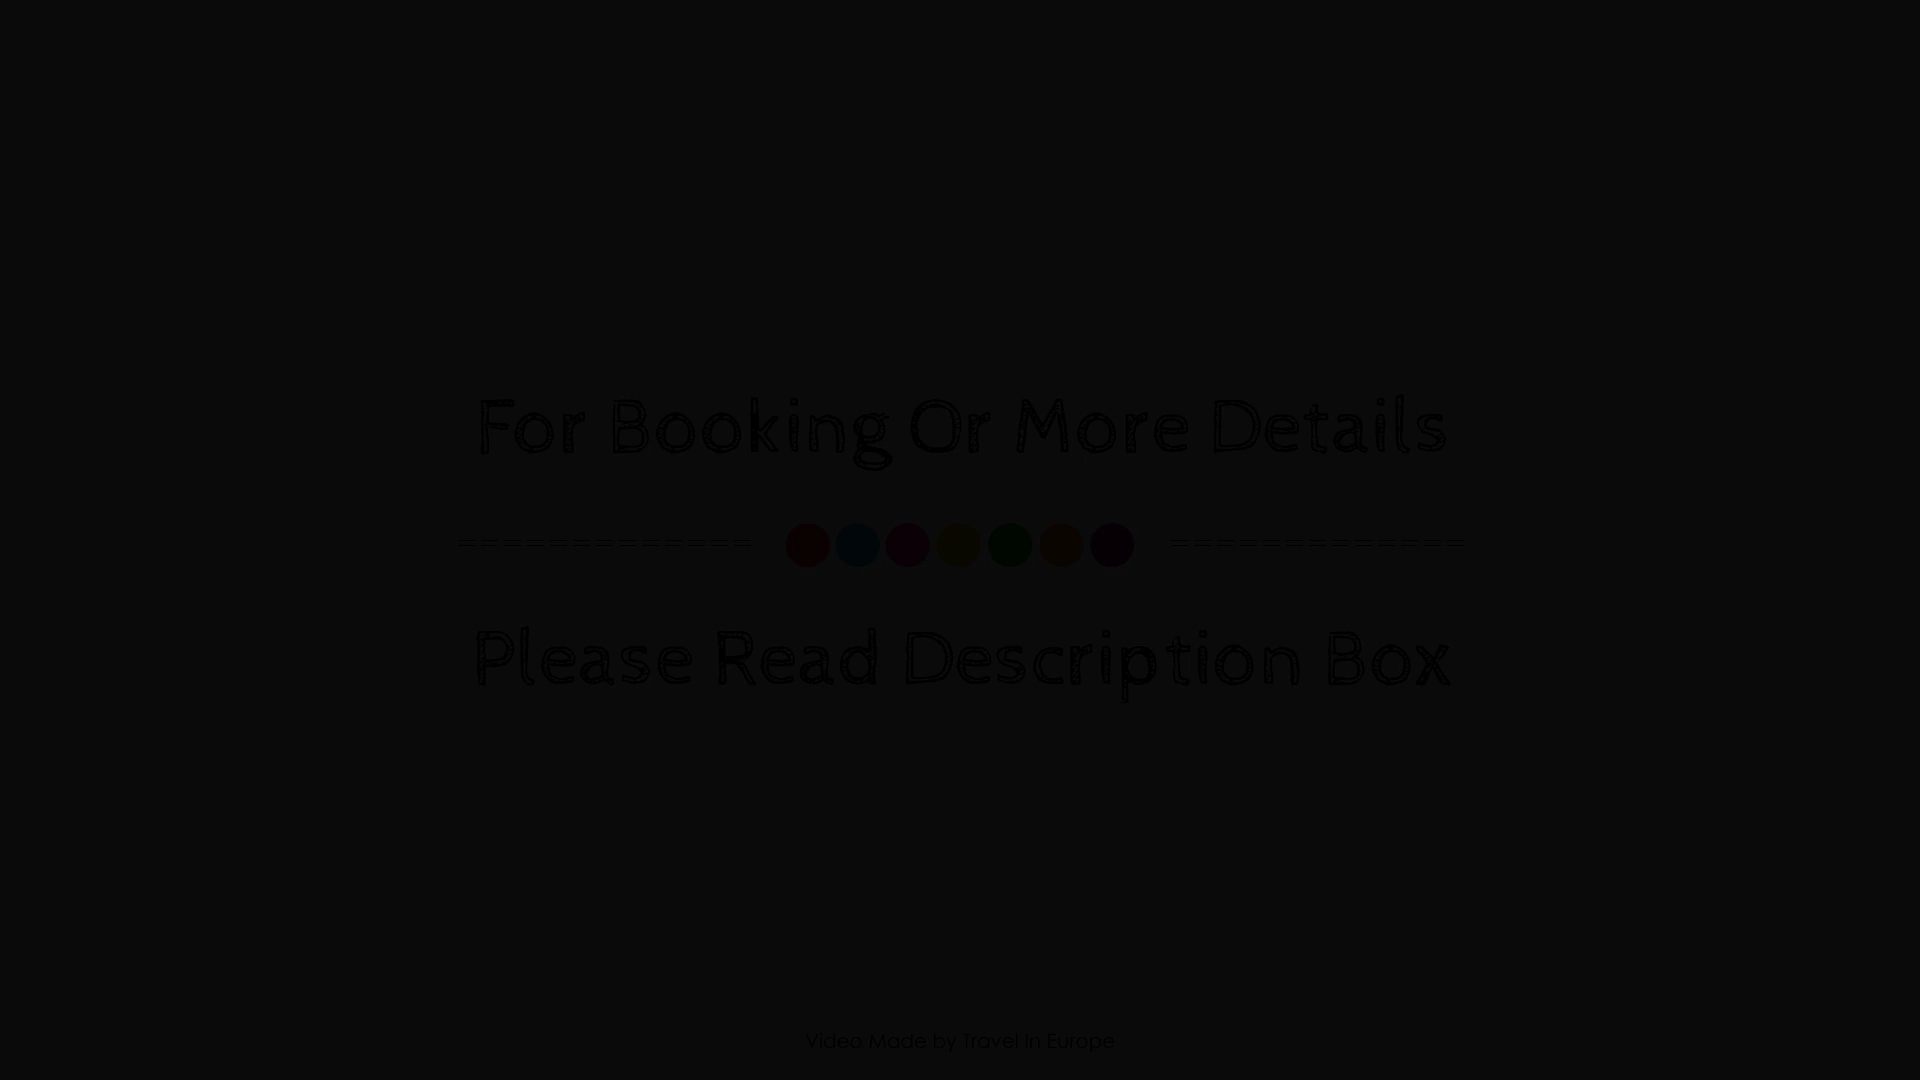 For Booking Or More Details
============= =============
Please Read Description Box
Video Made by Travel in Europe